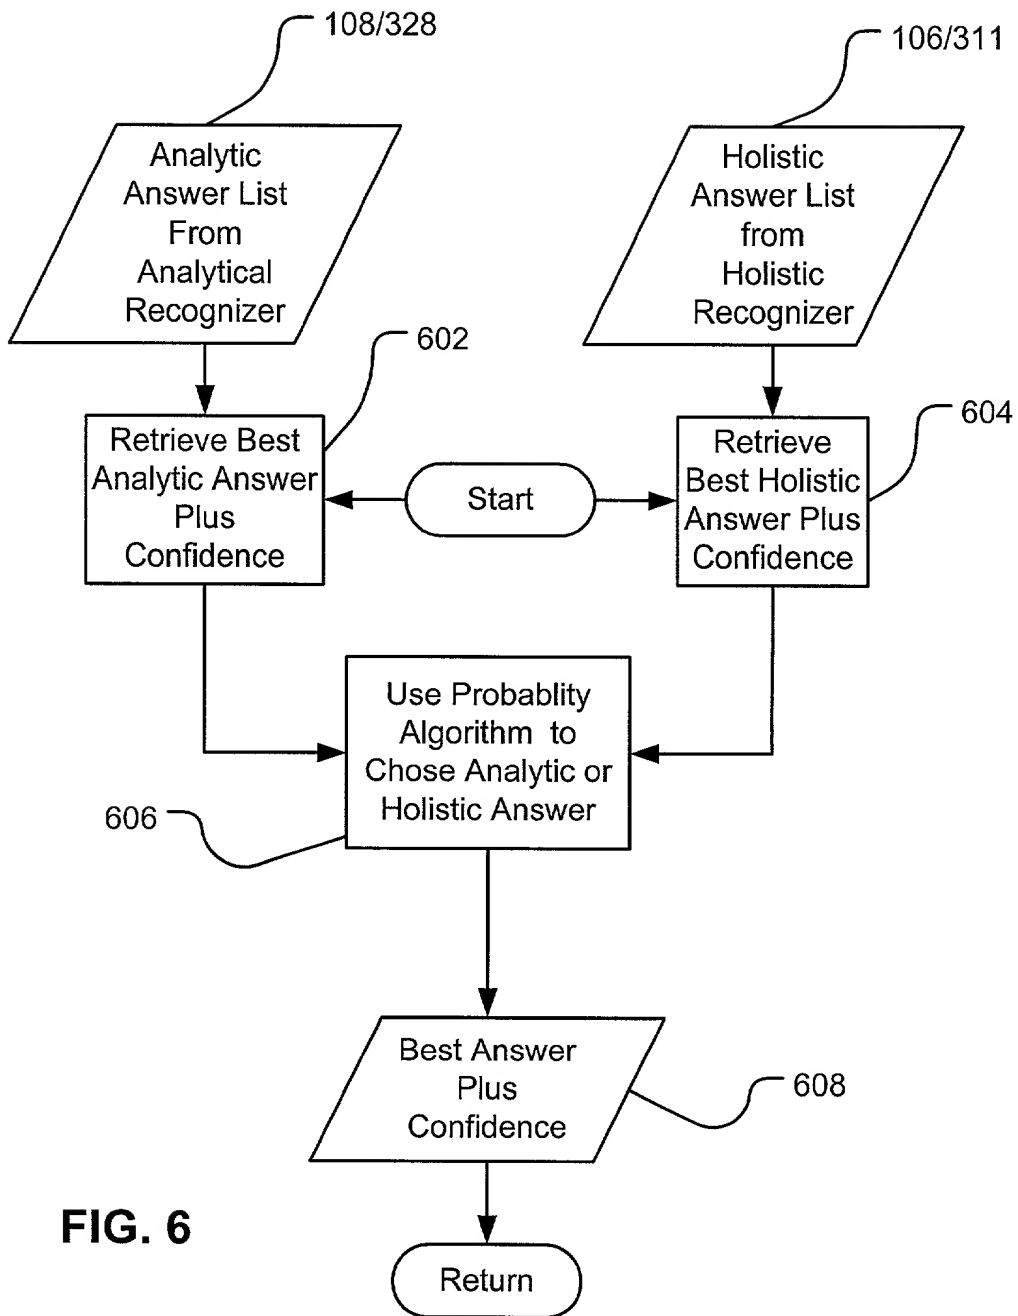 108/328
106/311
Analytic
Answer List
From
Analytical
Recognizer
Holistic
Answer List
from
Holistic
Recognizer
602
604
Retrieve Best
Analytic Answer
Plus
Confidence
Start
Retrieve
Best Holistic
Answer Plus
Confidence
Use Probablity
Algorithm to
Chose Analytic or
Holistic Answer
606
Best Answer
Plus
Confidence
608
FIG. 6
Return